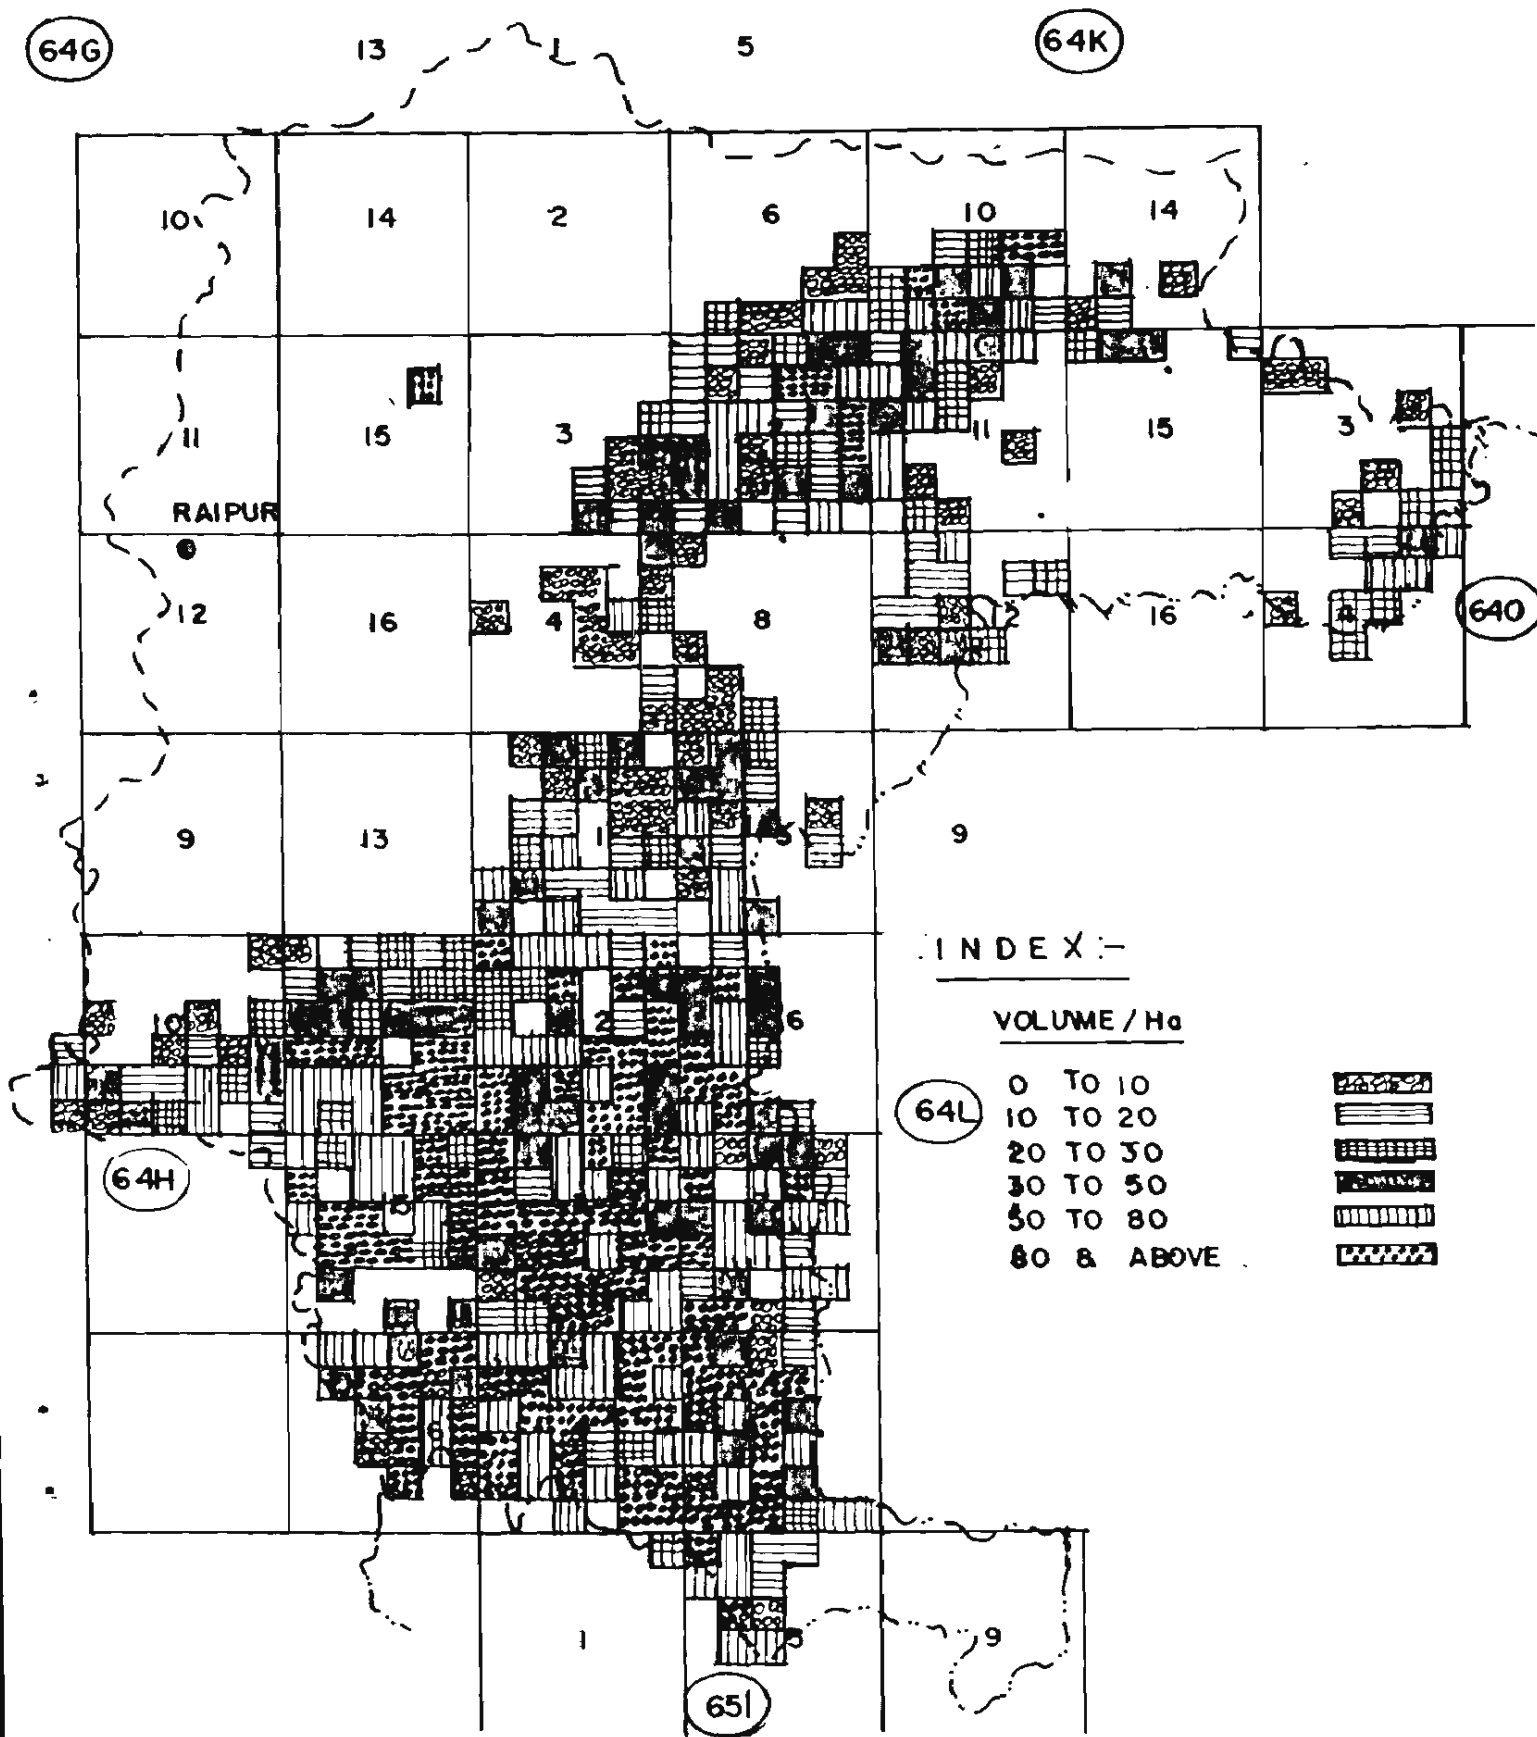 64G 13 1 5 64K
10 14 2 6 10 14
11 15 3 11 15 3
RAIPUR
12 16 4 8 12 16 4 64O
9 13 1 5 9
INDEX :-
10 2 6
VOLUME / Ha
0 TO 10
64L 10 TO 20
20 TO 30
64H 30 TO 50
50 TO 80
80 & ABOVE
1 5 9
65I